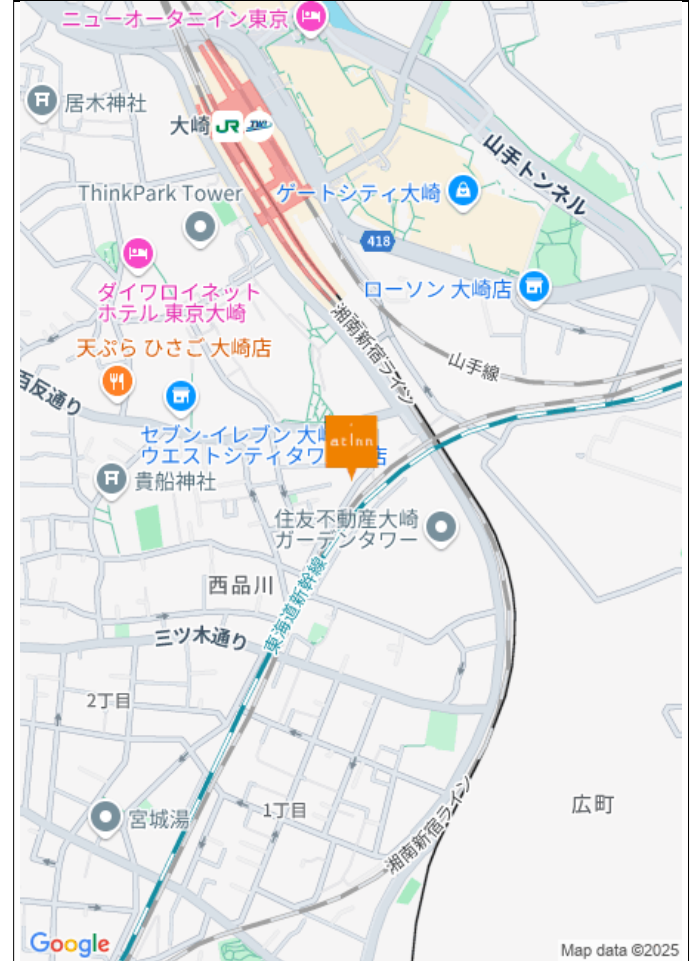 ニューオータニイン東京
居木神社
大崎
JR
TWR
山手トンネル
ThinkPark Tower
ゲートシティ大崎
418
ダイワロイネット
ホテル 東京大崎
ローソン 大崎店
湘南新宿ライン
山手線
天ぷら ひさご 大崎店
百反通り
atinn
セブン-イレブン 大
ウエストシティタワ
店
貴船神社
住友不動産大崎
ガーデンタワー
西品川
東海道新幹線
三ツ木通り
2丁目
1丁目
広町
宮城湯
湘南新宿ライン
Google
Map data ©2025